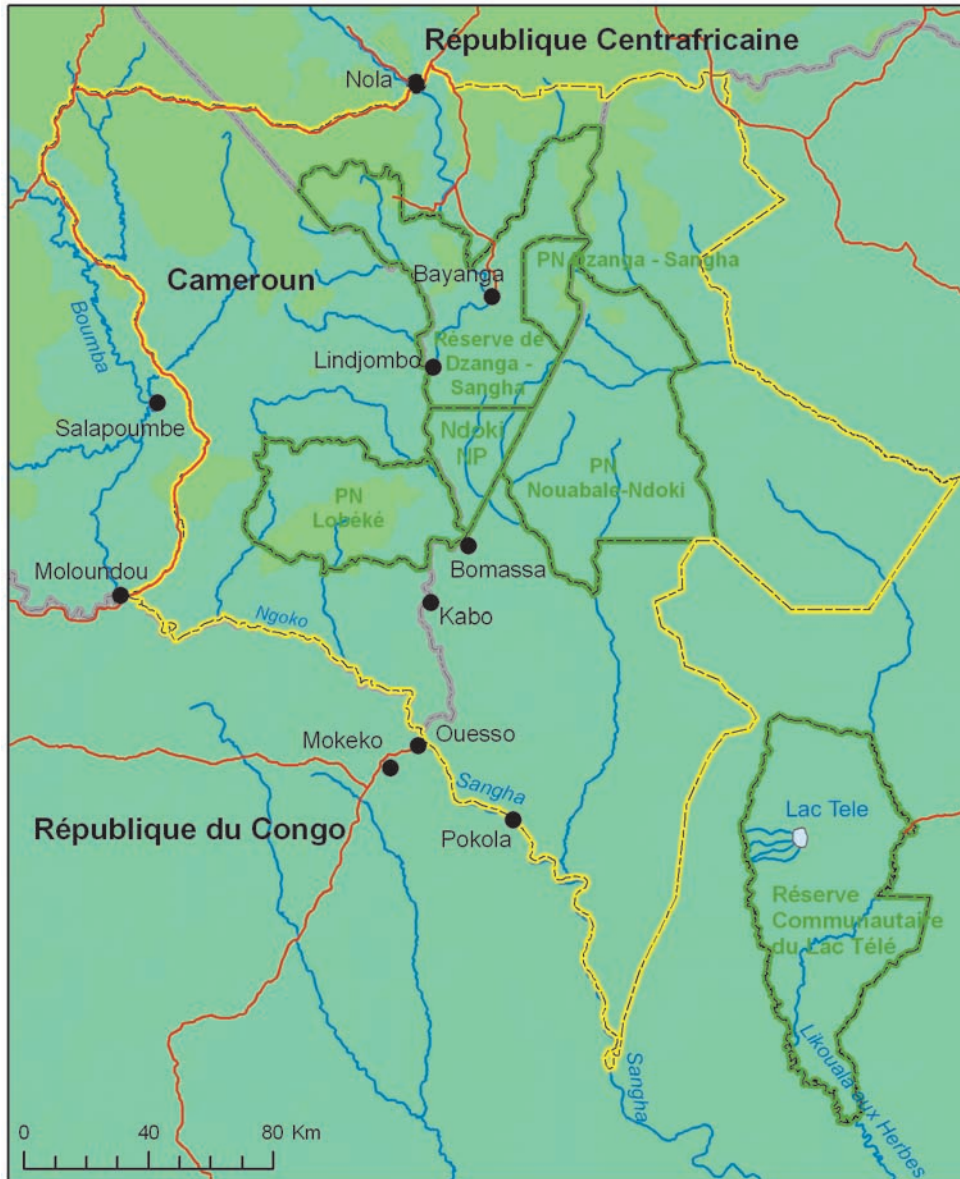 République Centrafricaine
Nola
PN Dzanga - Sangha
Cameroun
Bayanga
Boumba
Réserve de
Dzanga -
Sangha
Lindjombo
Salapoumbe
Ndoki
NP
PN
Nouabale-Ndoki
PN
Lobéké
Bomassa
Moloundou
Kabo
Ngoko
Ouesso
Mokeko
Sangha
République du Congo
Pokola
Lac Tele
Réserve
Communautaire
du Lac Télé
Likouala aux Herbes
Sangha
0 40 80 Km